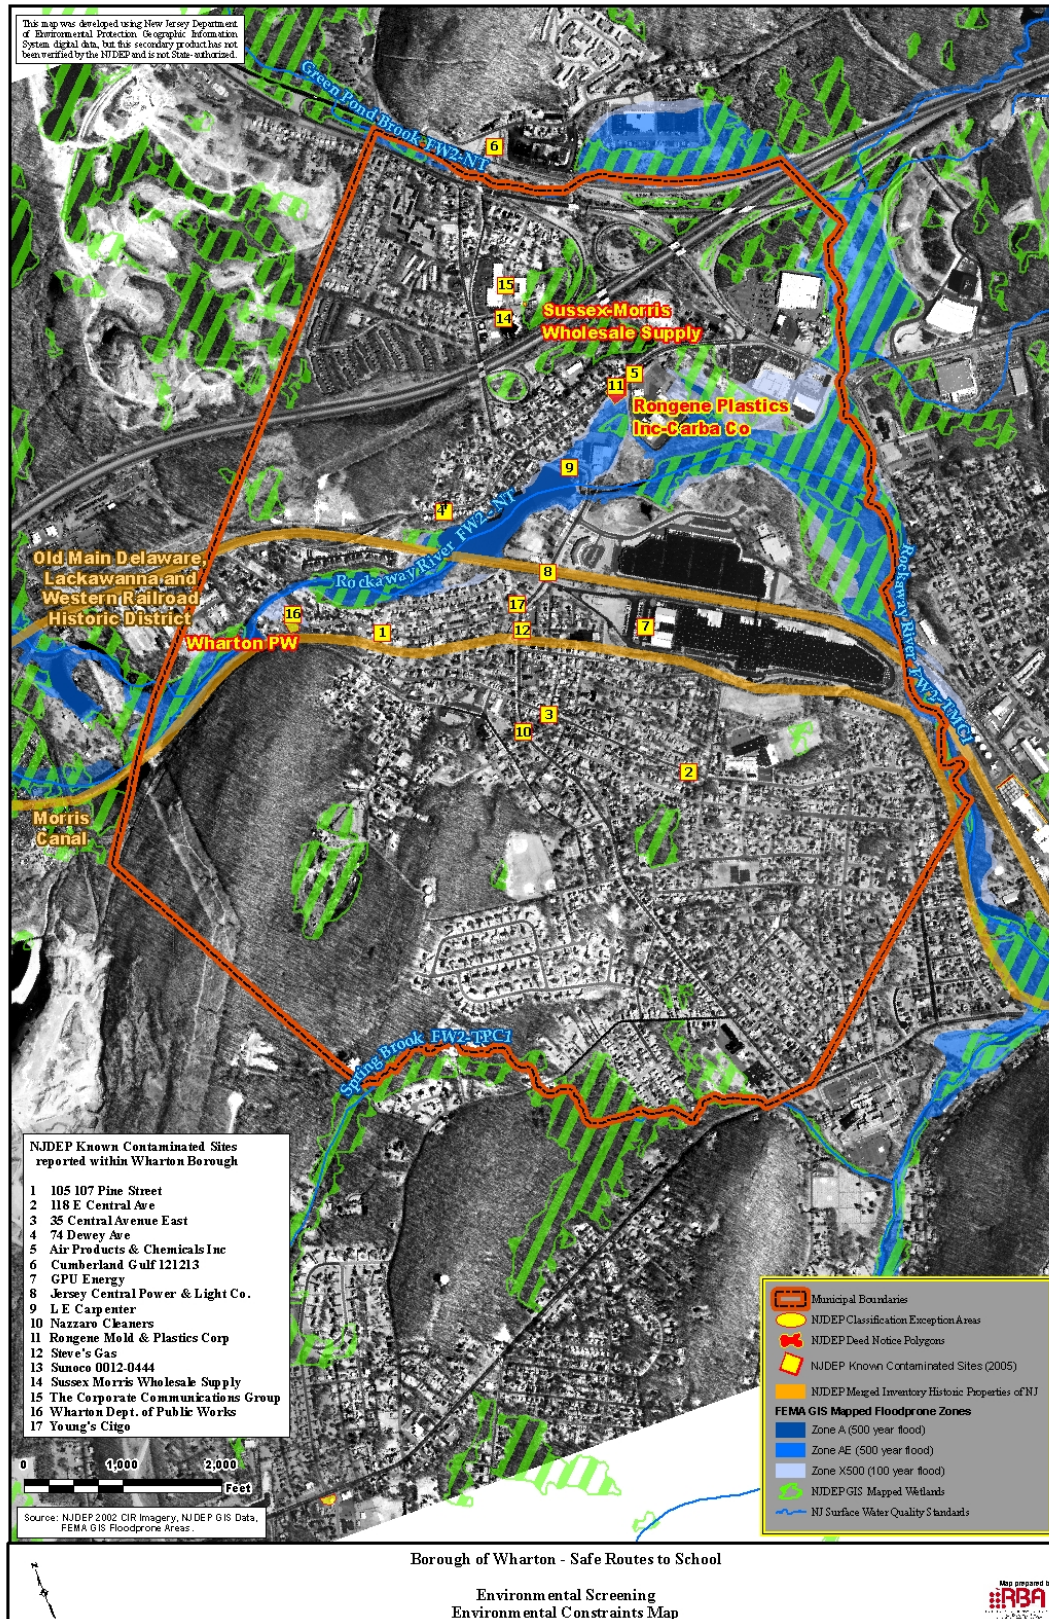 This map was developed using New Jersey Department
of Environmental Protection Geographic Information
System digital data, but this secondary product has not
been verified by the NJDEP and is not State-authorized.
Green Pond Brook FW2-NT
6
15
14
Sussex-Morris
Wholesale Supply
5
11
Rongene Plastics
Inc-Carba Co
9
Rockaway River FW2-NT
Old Main Delaware,
Lackawanna and
Western Railroad
Historic District
8
16
17
Wharton PW
1
12
7
Rockaway River FW2-TMC1
3
10
2
Morris
Canal
Spring Brook FW2-TPC1
NJDEP Known Contaminated Sites
reported within Wharton Borough
1 105 107 Pine Street
2 118 E Central Ave
3 35 Central Avenue East
4 74 Dewey Ave
5 Air Products & Chemicals Inc
6 Cumberland Gulf 121213
7 GPU Energy
8 Jersey Central Power & Light Co.
9 L E Carpenter
10 Nazzaro Cleaners
11 Rongene Mold & Plastics Corp
12 Steve's Gas
13 Sunoco 0012-0444
14 Sussex Morris Wholesale Supply
15 The Corporate Communications Group
16 Wharton Dept. of Public Works
17 Young's Citgo
0 1,000 2,000
Feet
Source: NJDEP 2002 CIR Imagery, NJDEP GIS Data,
FEMA GIS Floodprone Areas.
Municipal Boundaries
NJDEP Classification Exception Areas
NJDEP Deed Notice Polygons
NJDEP Known Contaminated Sites (2005)
NJDEP Merged Inventory Historic Properties of NJ
FEMA GIS Mapped Floodprone Zones
Zone A (500 year flood)
Zone AE (500 year flood)
Zone X500 (100 year flood)
NJDEP GIS Mapped Wetlands
NJ Surface Water Quality Standards
Borough of Wharton - Safe Routes to School
Environmental Screening
Environmental Constraints Map
N
Map prepared b
RBA